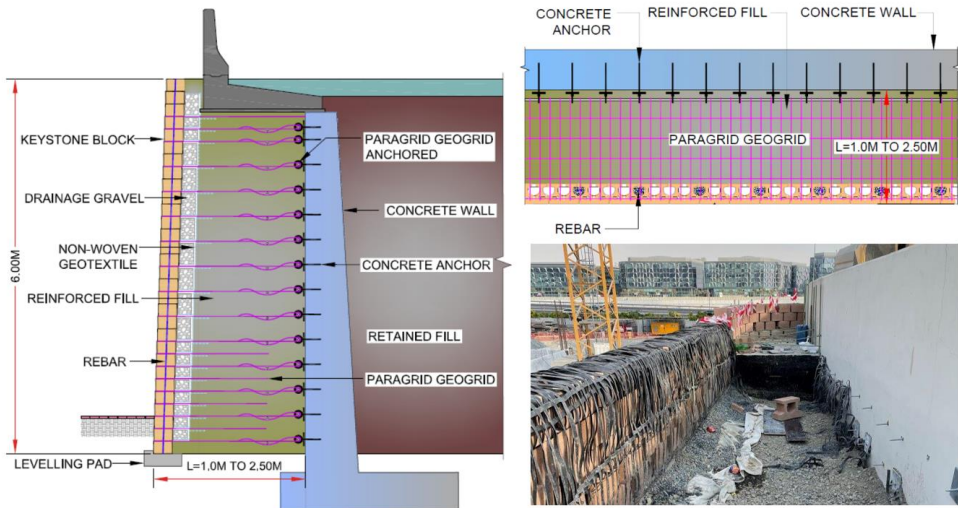 KEYSTONE BLOCK
DRAINAGE GRAVEL
NON-WOVEN
GEOTEXTILE
REINFORCED FILL
REBAR
LEVELLING PAD
6.00M
L=1.0M TO 2.50M
PARAGRID GEOGRID
ANCHORED
CONCRETE WALL
CONCRETE ANCHOR
RETAINED FILL
PARAGRID GEOGRID
CONCRETE
ANCHOR
REINFORCED FILL
CONCRETE WALL
PARAGRID GEOGRID
L=1.0M TO 2.50M
REBAR